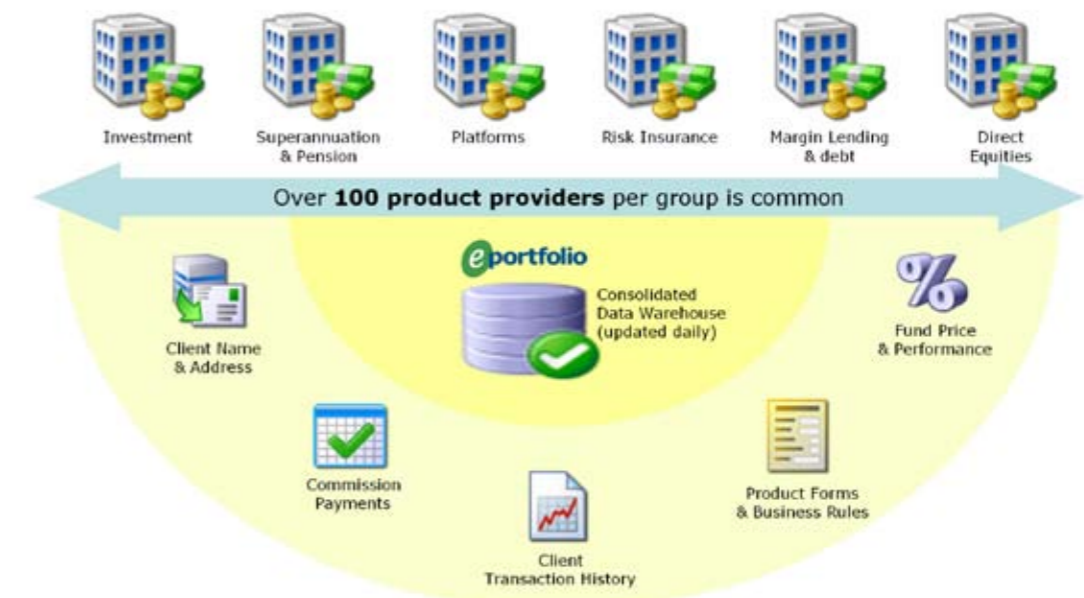 Investment
Superannuation
& Pension
Platforms
Risk Insurance
Margin Lending
& debt
Direct
Equities
Over 100 product providers per group is common
eportfolio
Consolidated
Data Warehouse
(updated daily)
Client Name
& Address
Fund Price
& Performance
Commission
Payments
Product Forms
& Business Rules
Client
Transaction History